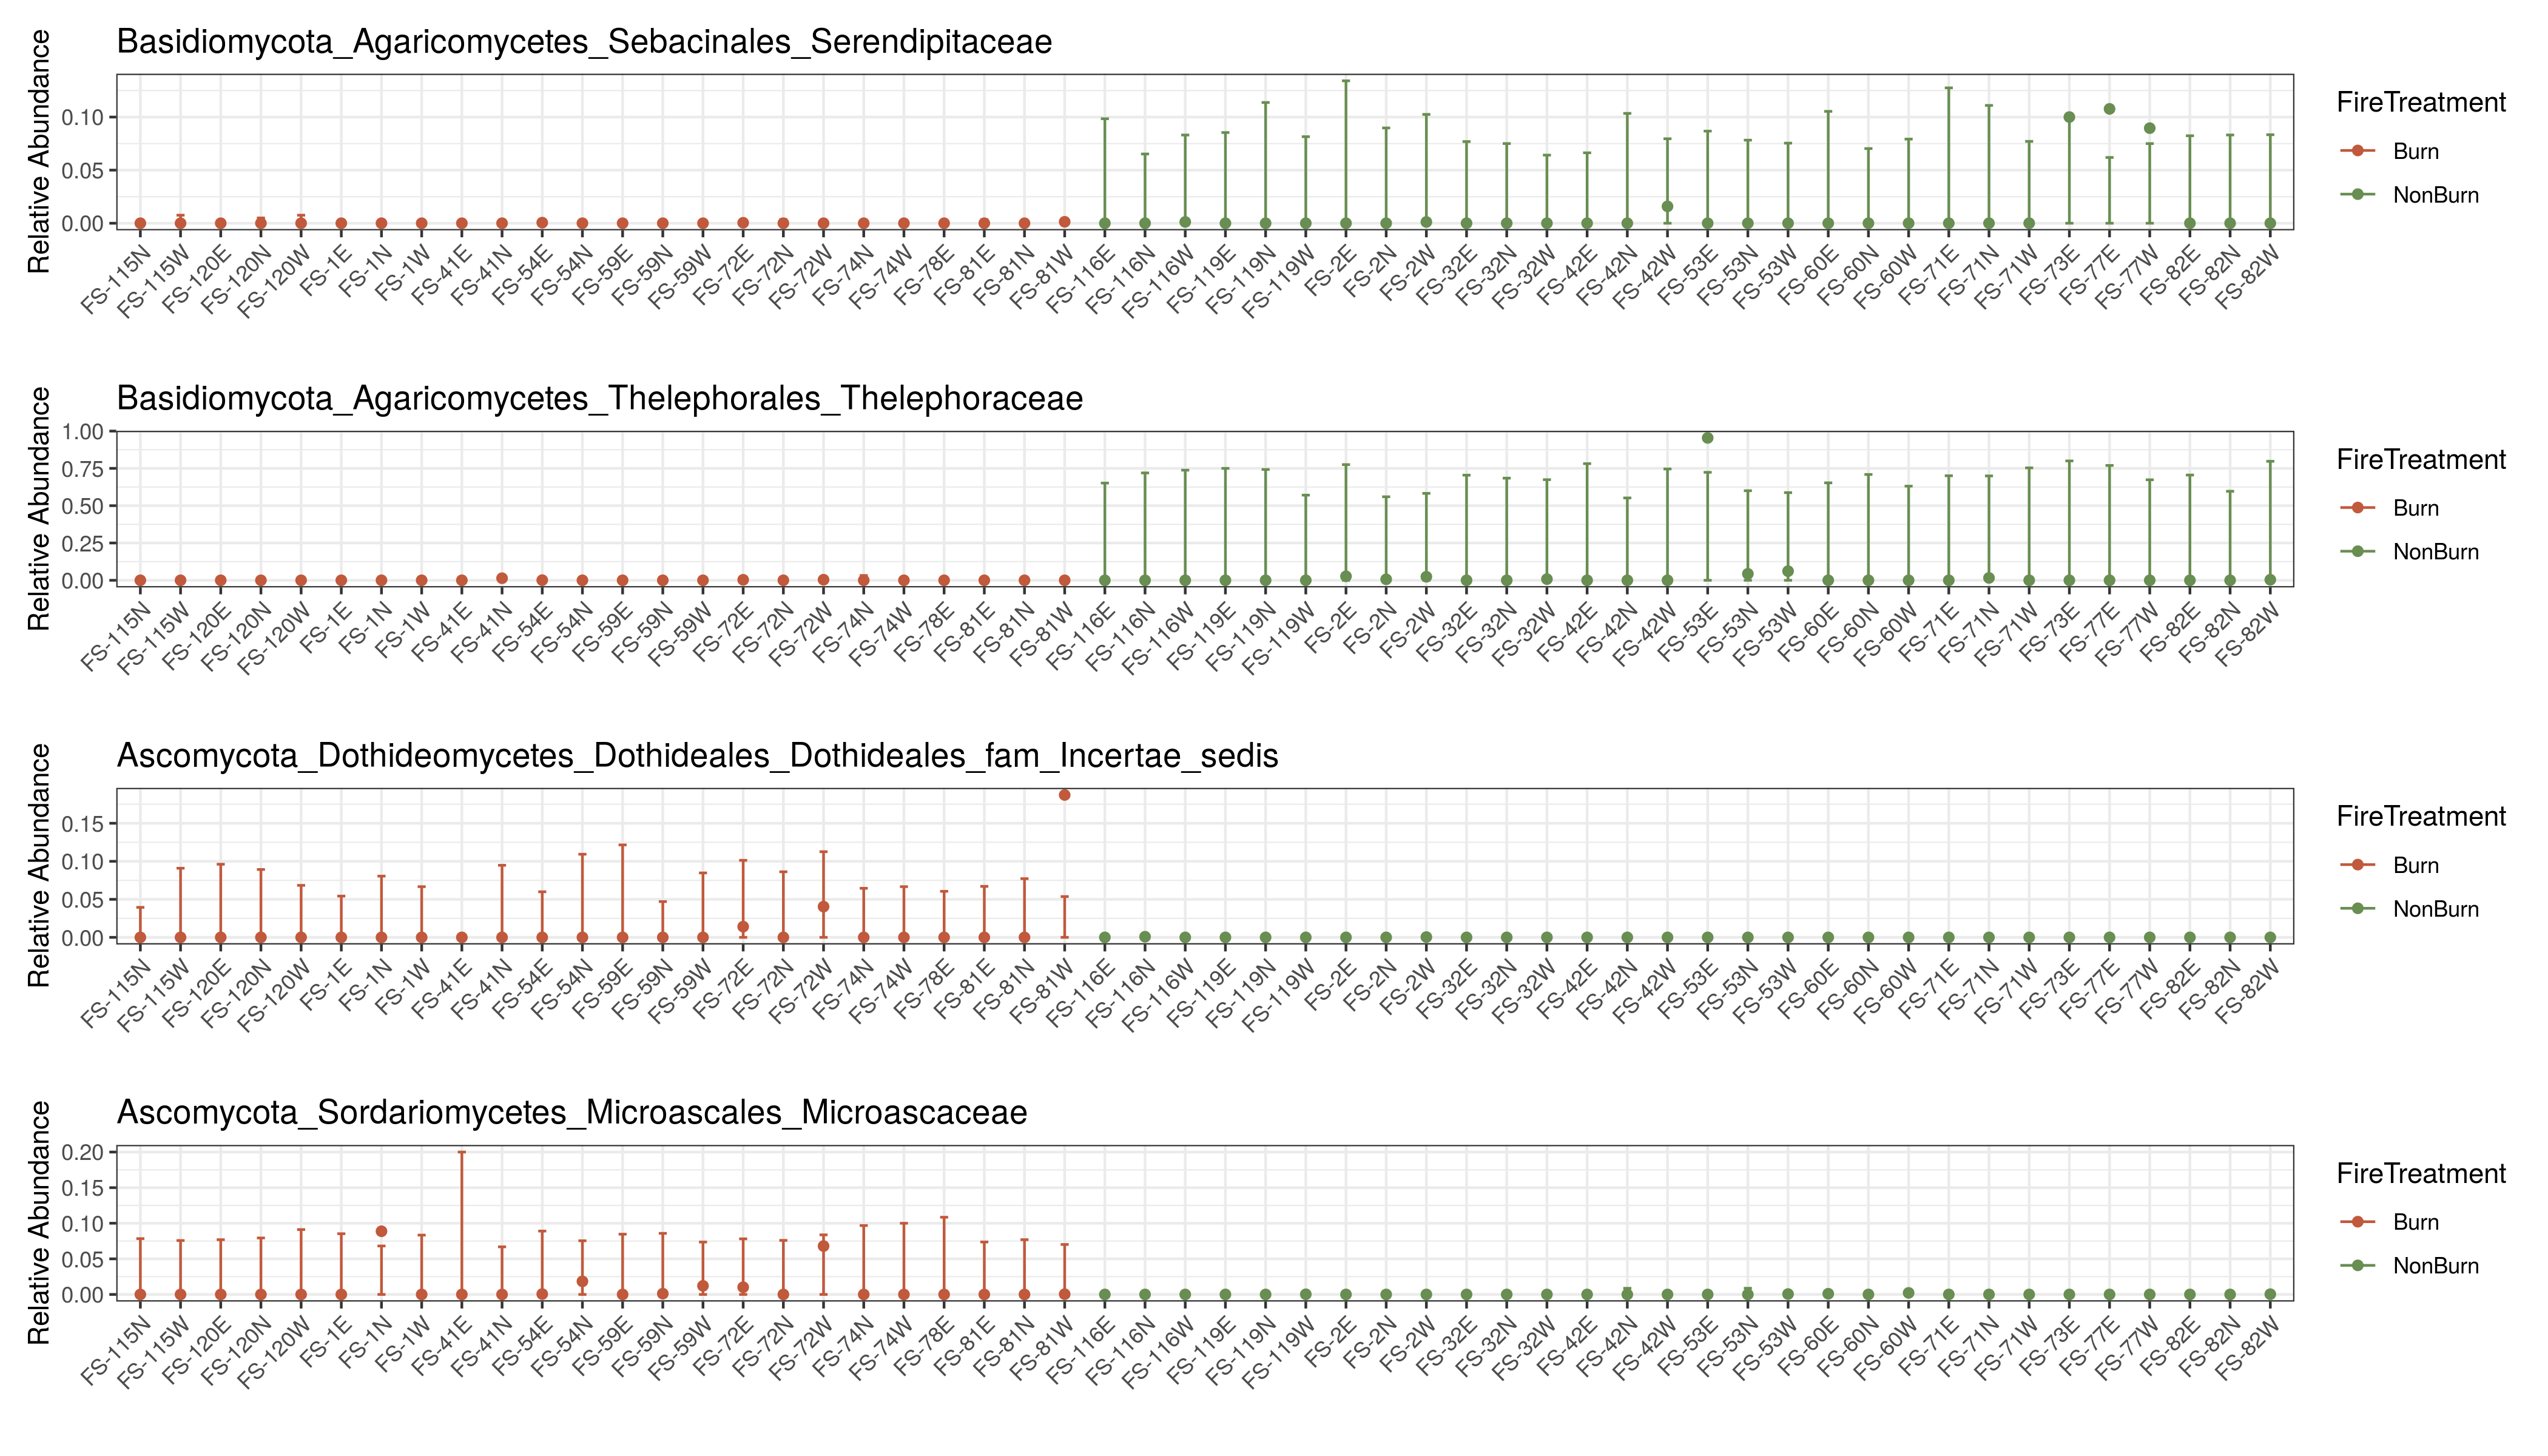 Basidiomycota_Agaricomycetes_Sebacinales_Serendipitaceae
Relative Abundance
0.10
0.05
0.00
FS-115N FS-115W FS-120E FS-120N FS-120W FS-1E FS-1N FS-1W FS-41E FS-41N FS-54E FS-54N FS-59E FS-59N FS-59W FS-72E FS-72N FS-72W FS-74N FS-74W FS-78E FS-81E FS-81N FS-81W FS-116E FS-116N FS-116W FS-119E FS-119N FS-119W FS-2E FS-2N FS-2W FS-32E FS-32N FS-32W FS-42E FS-42N FS-42W FS-53E FS-53N FS-53W FS-60E FS-60N FS-60W FS-71E FS-71N FS-71W FS-73E FS-77E FS-77W FS-82E FS-82N FS-82W
FireTreatment
Burn
NonBurn
Basidiomycota_Agaricomycetes_Thelephorales_Thelephoraceae
Relative Abundance
1.00
0.75
0.50
0.25
0.00
FS-115N FS-115W FS-120E FS-120N FS-120W FS-1E FS-1N FS-1W FS-41E FS-41N FS-54E FS-54N FS-59E FS-59N FS-59W FS-72E FS-72N FS-72W FS-74N FS-74W FS-78E FS-81E FS-81N FS-81W FS-116E FS-116N FS-116W FS-119E FS-119N FS-119W FS-2E FS-2N FS-2W FS-32E FS-32N FS-32W FS-42E FS-42N FS-42W FS-53E FS-53N FS-53W FS-60E FS-60N FS-60W FS-71E FS-71N FS-71W FS-73E FS-77E FS-77W FS-82E FS-82N FS-82W
FireTreatment
Burn
NonBurn
Ascomycota_Dothideomycetes_Dothideales_Dothideales_fam_Incertae_sedis
Relative Abundance
0.15
0.10
0.05
0.00
FS-115N FS-115W FS-120E FS-120N FS-120W FS-1E FS-1N FS-1W FS-41E FS-41N FS-54E FS-54N FS-59E FS-59N FS-59W FS-72E FS-72N FS-72W FS-74N FS-74W FS-78E FS-81E FS-81N FS-81W FS-116E FS-116N FS-116W FS-119E FS-119N FS-119W FS-2E FS-2N FS-2W FS-32E FS-32N FS-32W FS-42E FS-42N FS-42W FS-53E FS-53N FS-53W FS-60E FS-60N FS-60W FS-71E FS-71N FS-71W FS-73E FS-77E FS-77W FS-82E FS-82N FS-82W
FireTreatment
Burn
NonBurn
Ascomycota_Sordariomycetes_Microascales_Microascaceae
Relative Abundance
0.20
0.15
0.10
0.05
0.00
FS-115N FS-115W FS-120E FS-120N FS-120W FS-1E FS-1N FS-1W FS-41E FS-41N FS-54E FS-54N FS-59E FS-59N FS-59W FS-72E FS-72N FS-72W FS-74N FS-74W FS-78E FS-81E FS-81N FS-81W FS-116E FS-116N FS-116W FS-119E FS-119N FS-119W FS-2E FS-2N FS-2W FS-32E FS-32N FS-32W FS-42E FS-42N FS-42W FS-53E FS-53N FS-53W FS-60E FS-60N FS-60W FS-71E FS-71N FS-71W FS-73E FS-77E FS-77W FS-82E FS-82N FS-82W
FireTreatment
Burn
NonBurn